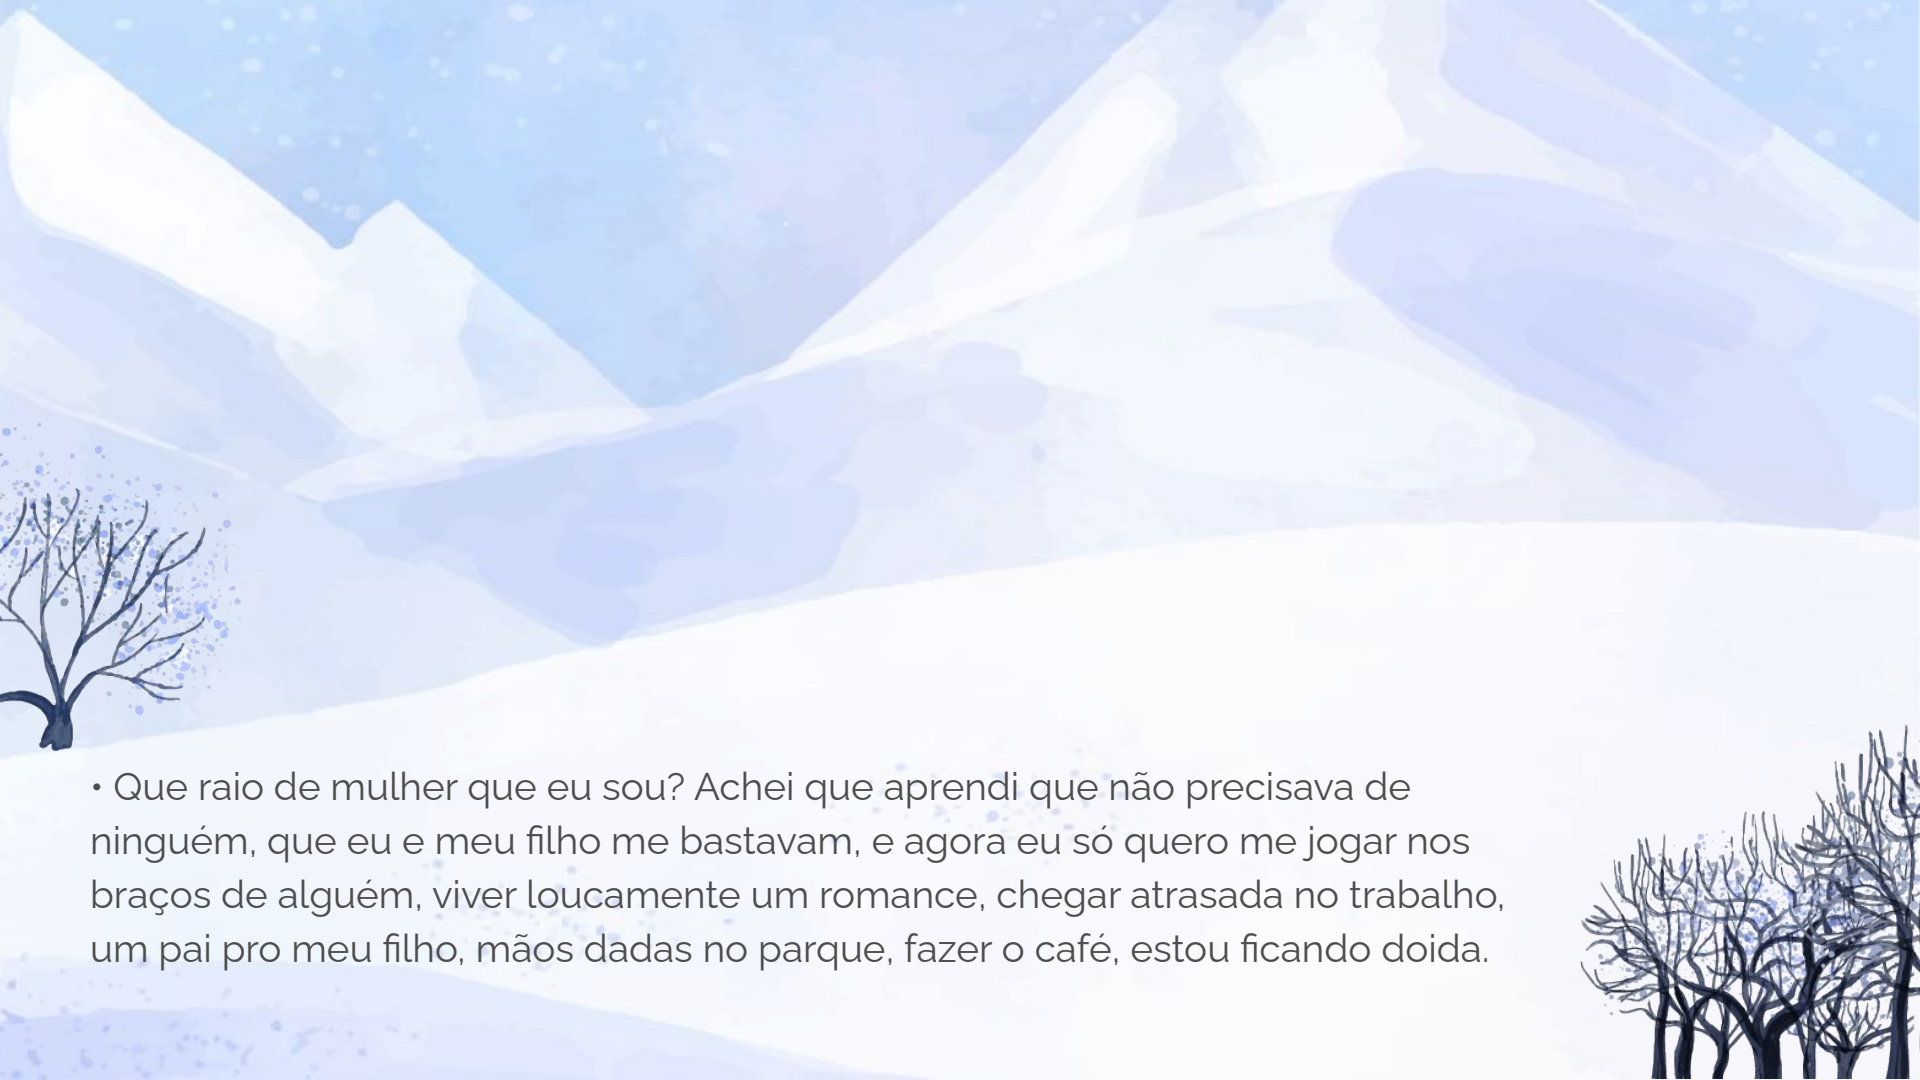 • Que raio de mulher que eu sou? Achei que aprendi que não precisava de
ninguém, que eu e meu filho me bastavam, e agora eu só quero me jogar nos
braços de alguém, viver loucamente um romance, chegar atrasada no trabalho,
um pai pro meu filho, mãos dadas no parque, fazer o café, estou ficando doida.